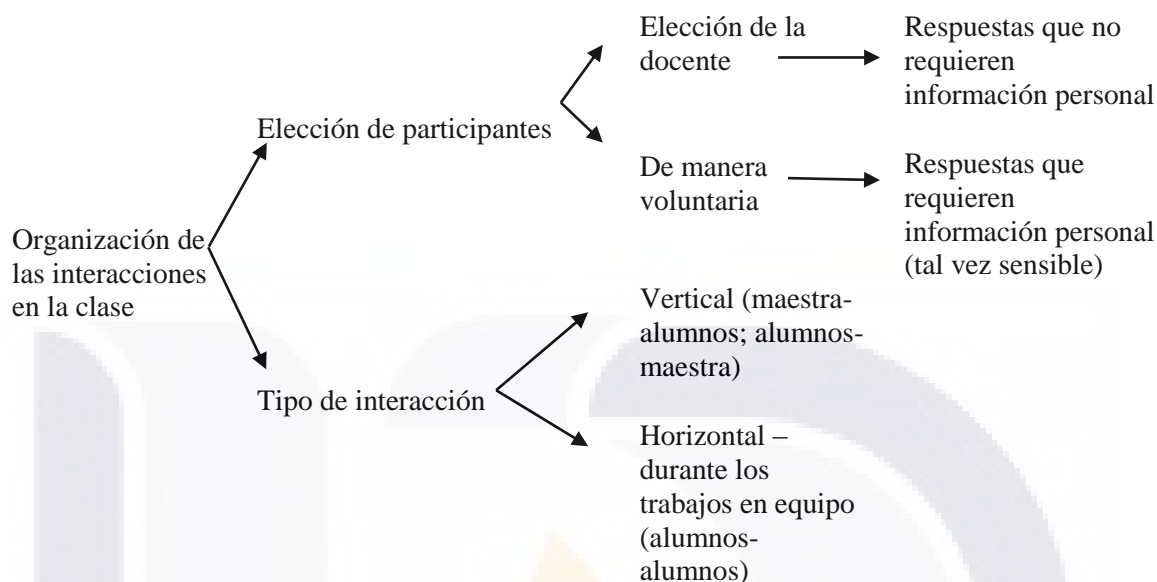 Elección de la
docente
Respuestas que no
requieren
información personal
Elección de participantes
De manera
voluntaria
Respuestas que
requieren
información personal
(tal vez sensible)
Organización de
las interacciones
en la clase
Vertical (maestra-
alumnos; alumnos-
maestra)
Tipo de interacción
Horizontal –
durante los
trabajos en equipo
(alumnos-
alumnos)